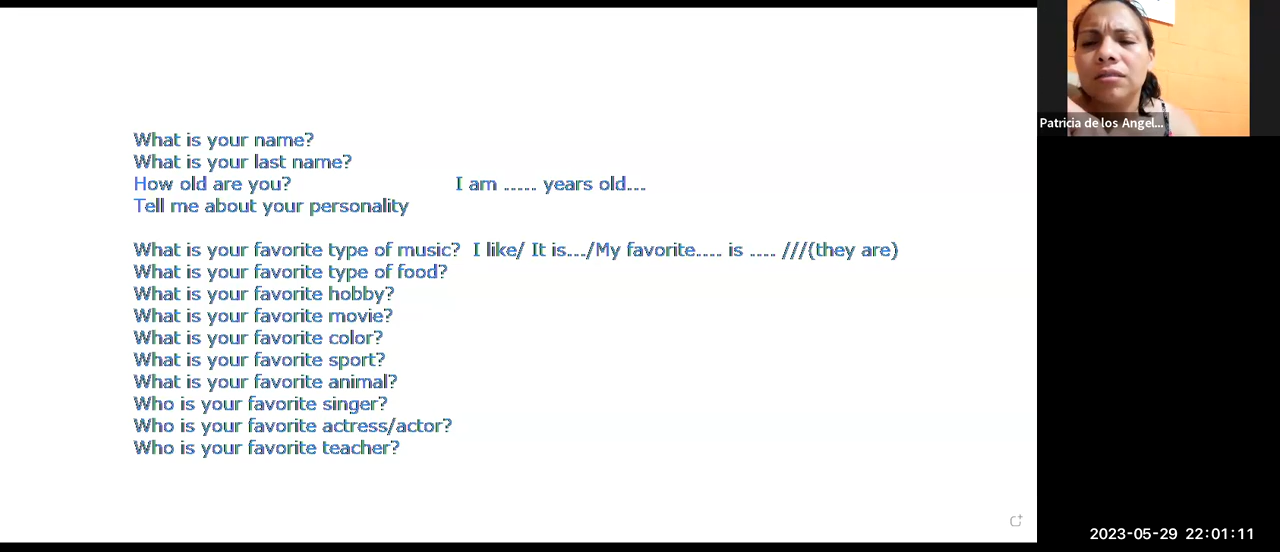 What is your name?
What is your last name?
How old are you? I am ..... years old...
Tell me about your personality
What is your favorite type of music? I like/ It is.../My favorite.... is .... ///(they are)
What is your favorite type of food?
What is your favorite hobby?
What is your favorite movie?
What is your favorite color?
What is your favorite sport?
What is your favorite animal?
Who is your favorite singer?
Who is your favorite actress/actor?
Who is your favorite teacher?
Patricia de los Angel...
2023-05-29 22:01:11